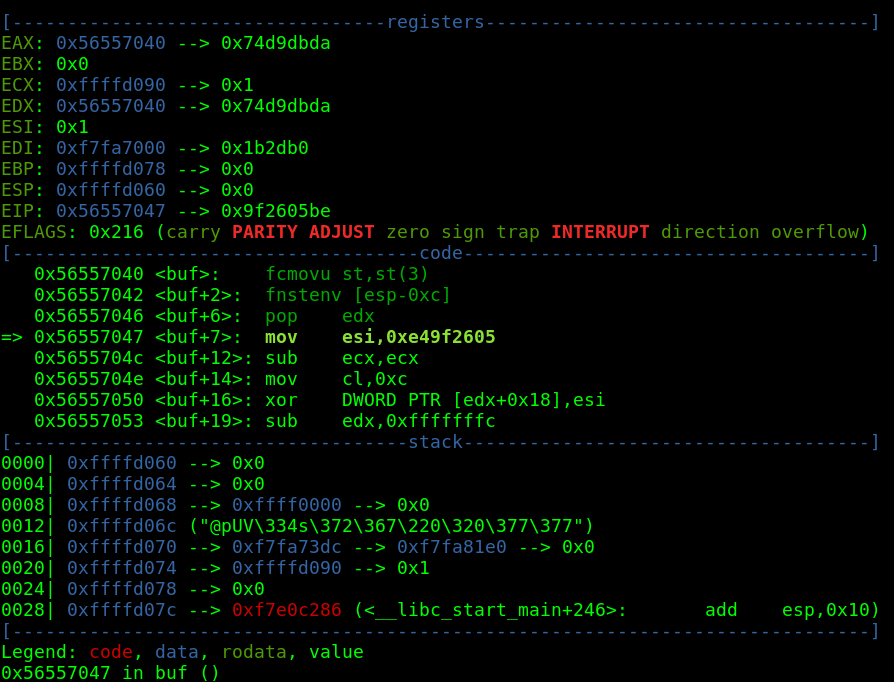 [----------------------------------registers-----------------------------------]
EAX: 0x56557040 --> 0x74d9dbda
EBX: 0x0
ECX: 0xffffd090 --> 0x1
EDX: 0x56557040 --> 0x74d9dbda
ESI: 0x1
EDI: 0xf7fa7000 --> 0x1b2db0
EBP: 0xffffd078 --> 0x0
ESP: 0xffffd060 --> 0x0
EIP: 0x56557047 --> 0x9f2605be
EFLAGS: 0x216 (carry PARITY ADJUST zero sign trap INTERRUPT direction overflow)
[-------------------------------------code-------------------------------------]
   0x56557040 <buf>:    fcmovu st,st(3)
   0x56557042 <buf+2>:  fnstenv [esp-0xc]
   0x56557046 <buf+6>:  pop    edx
=> 0x56557047 <buf+7>:  mov    esi,0xe49f2605
   0x5655704c <buf+12>: sub    ecx,ecx
   0x5655704e <buf+14>: mov    cl,0xc
   0x56557050 <buf+16>: xor    DWORD PTR [edx+0x18],esi
   0x56557053 <buf+19>: sub    edx,0xfffffffc
[------------------------------------stack-------------------------------------]
0000| 0xffffd060 --> 0x0
0004| 0xffffd064 --> 0x0
0008| 0xffffd068 --> 0xffff0000 --> 0x0
0012| 0xffffd06c ("@pUV\334s\372\367\220\320\377\377")
0016| 0xffffd070 --> 0xf7fa73dc --> 0xf7fa81e0 --> 0x0
0020| 0xffffd074 --> 0xffffd090 --> 0x1
0024| 0xffffd078 --> 0x0
0028| 0xffffd07c --> 0xf7e0c286 (<__libc_start_main+246>:       add    esp,0x10)
[------------------------------------------------------------------------------]
Legend: code, data, rodata, value
0x56557047 in buf ()